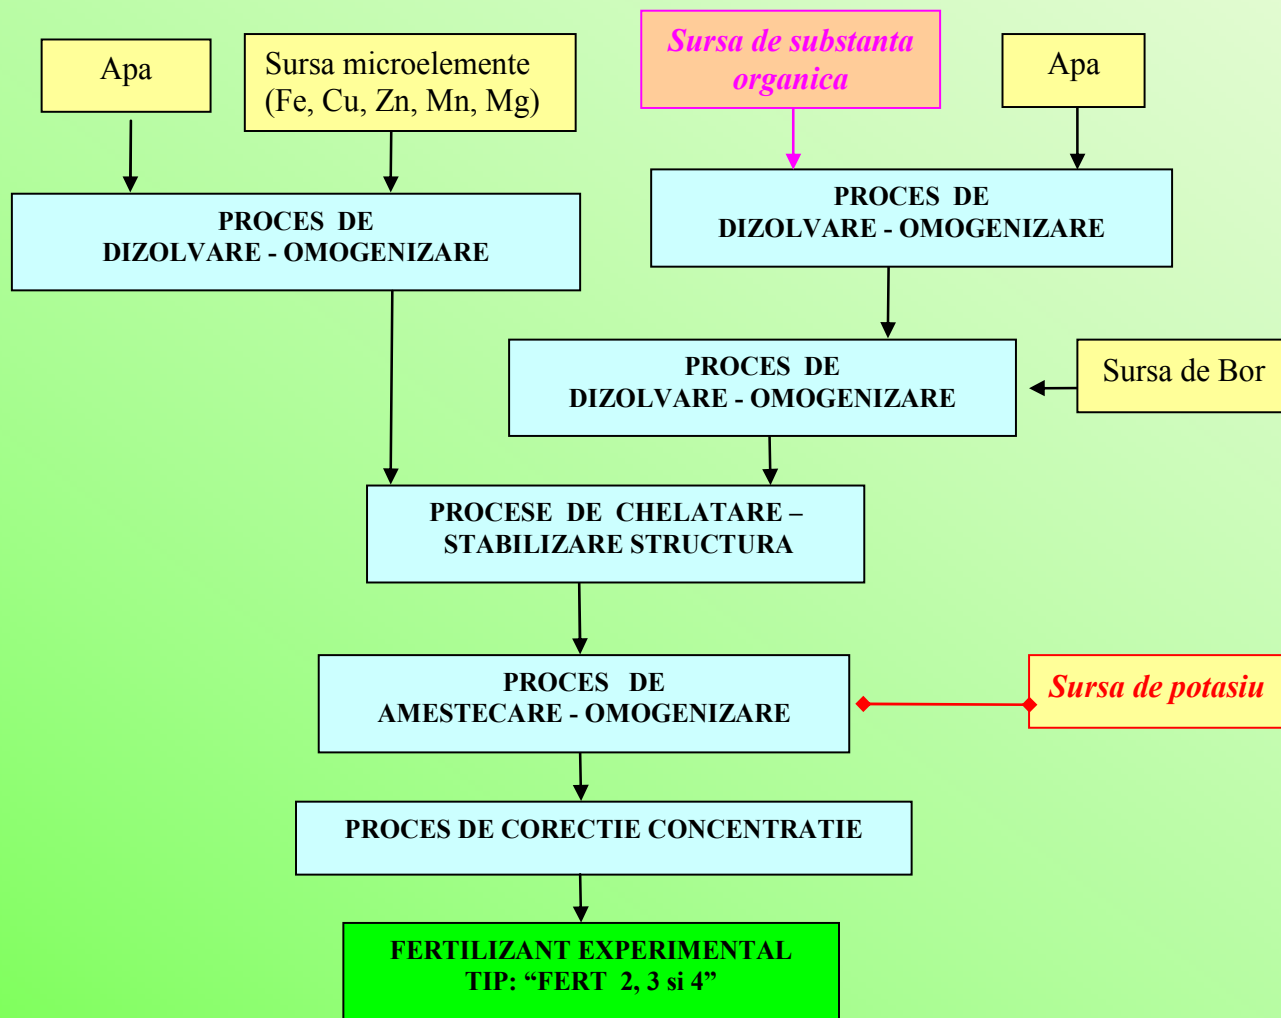 Apa
Sursa microelemente
(Fe, Cu, Zn, Mn, Mg)
Sursa de substanta
organica
Apa
PROCES DE
DIZOLVARE - OMOGENIZARE
PROCES DE
DIZOLVARE - OMOGENIZARE
PROCES DE
DIZOLVARE - OMOGENIZARE
Sursa de Bor
PROCESE DE CHELATARE –
STABILIZARE STRUCTURA
PROCES DE
AMESTECARE - OMOGENIZARE
Sursa de potasiu
PROCES DE CORECTIE CONCENTRATIE
FERTILIZANT EXPERIMENTAL
TIP: “FERT 2, 3 si 4”